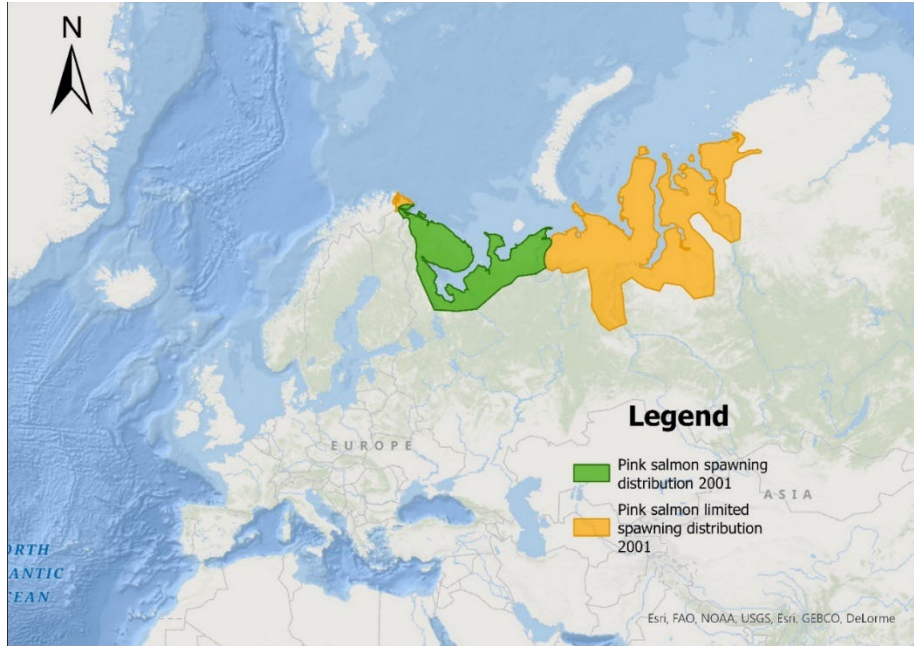 N
EUROPE
Legend
Pink salmon spawning
distribution 2001
ASIA
Pink salmon limited
spawning distribution
2001
ORTH
ANTIC
EAN
Esri, FAO, NOAA, USGS, Esri, GEBCO, DeLorme